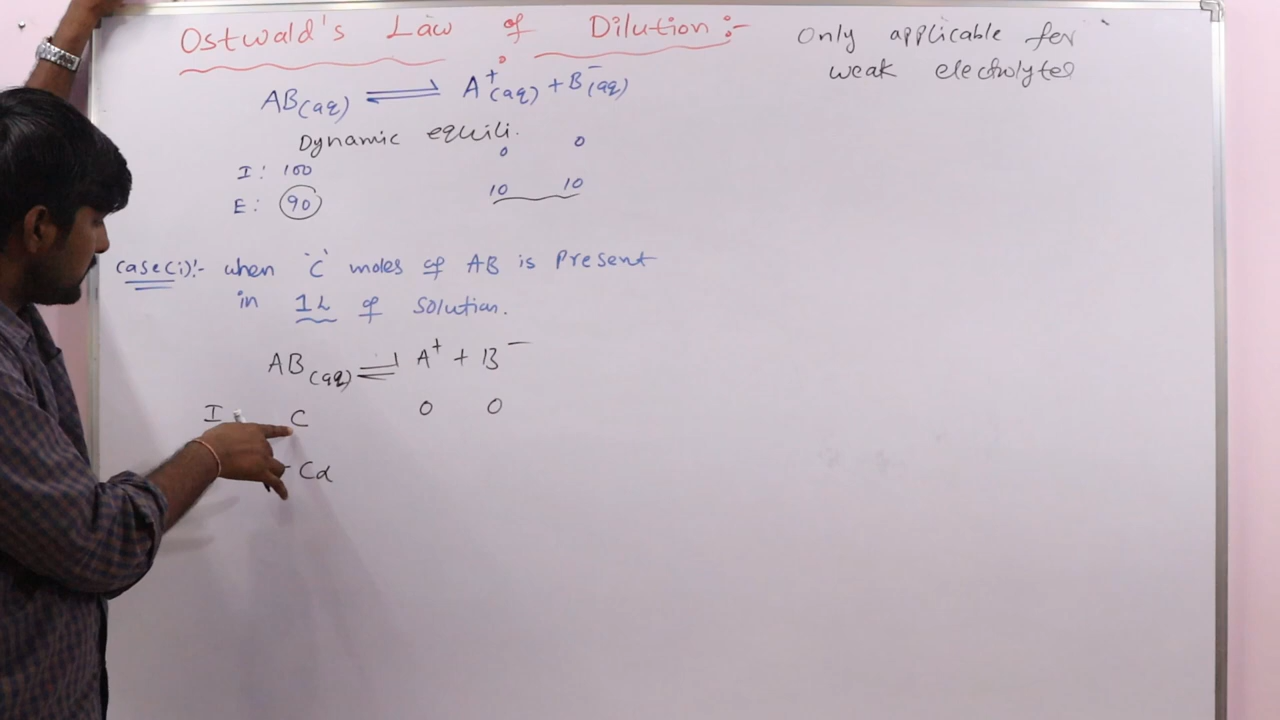 Ostwald's Law of Dilution :-
Only applicable for
weak electrolytes
AB(aq) ⇌ A⁺(aq) + B⁻(aq)
Dynamic equili.
I : 100 0 0
E : 90 10 10
Case(i):- when 'C' moles of AB is Present
in 1L of solution.
AB(aq) ⇌ A⁺ + B⁻
I C 0 0
- Cα